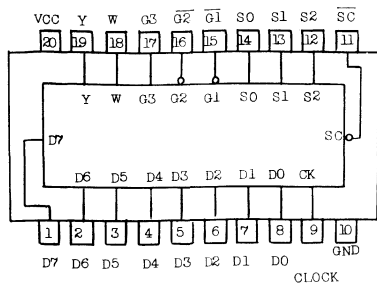 VCC Y W G3 G2 G1 S0 S1 S2 SC
20 19 18 17 16 15 14 13 12 11
Y W G3 G2 G1 S0 S1 S2
D7 SC
D6 D5 D4 D3 D2 D1 D0 CK
1 2 3 4 5 6 7 8 9 10
GND
D7 D6 D5 D4 D3 D2 D1 D0
CLOCK